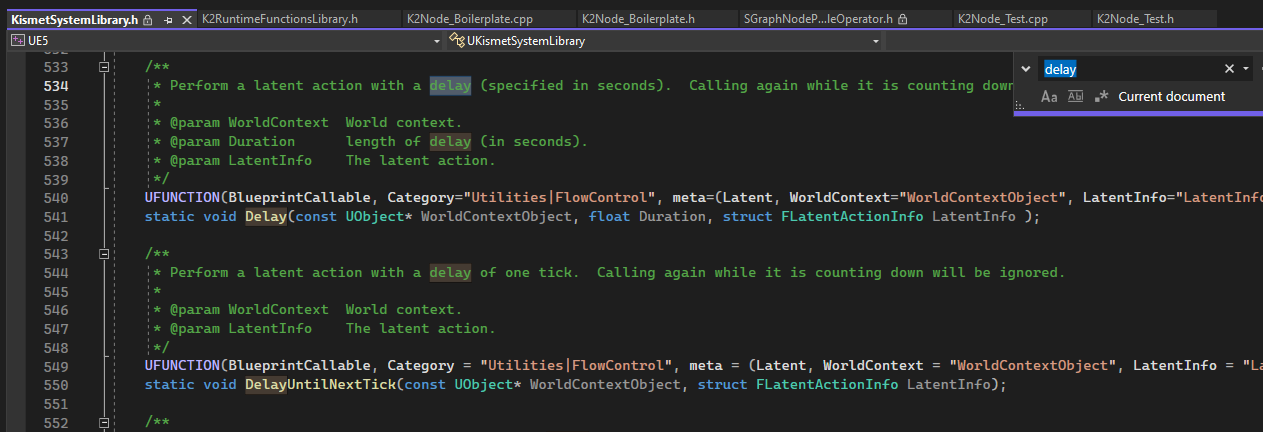 KismetSystemLibrary.h K2RuntimeFunctionsLibrary.h K2Node_Boilerplate.cpp K2Node_Boilerplate.h SGraphNodeP...leOperator.h K2Node_Test.cpp K2Node_Test.h
UE5 UKismetSystemLibrary
533 /**
delay
534 * Perform a latent action with a delay (specified in seconds).  Calling again while it is counting down
Aa Ab .* Current document
535 *
536 * @param WorldContext  World context.
537 * @param Duration      length of delay (in seconds).
538 * @param LatentInfo    The latent action.
539 */
540 UFUNCTION(BlueprintCallable, Category="Utilities|FlowControl", meta=(Latent, WorldContext="WorldContextObject", LatentInfo="LatentInfo
541 static void Delay(const UObject* WorldContextObject, float Duration, struct FLatentActionInfo LatentInfo );
542
543 /**
544 * Perform a latent action with a delay of one tick.  Calling again while it is counting down will be ignored.
545 *
546 * @param WorldContext  World context.
547 * @param LatentInfo    The latent action.
548 */
549 UFUNCTION(BlueprintCallable, Category = "Utilities|FlowControl", meta = (Latent, WorldContext = "WorldContextObject", LatentInfo = "La
550 static void DelayUntilNextTick(const UObject* WorldContextObject, struct FLatentActionInfo LatentInfo);
551
552 /**